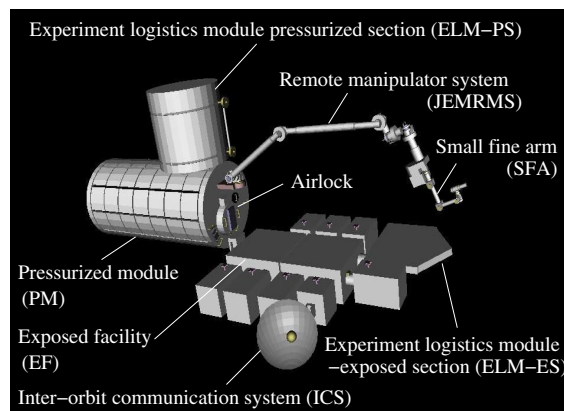 Experiment logistics module pressurized section (ELM−PS)
Remote manipulator system
(JEMRMS)
Small fine arm
(SFA)
Airlock
Pressurized module
(PM)
Exposed facility
(EF)
Experiment logistics module
−exposed section (ELM−ES)
Inter−orbit communication system (ICS)